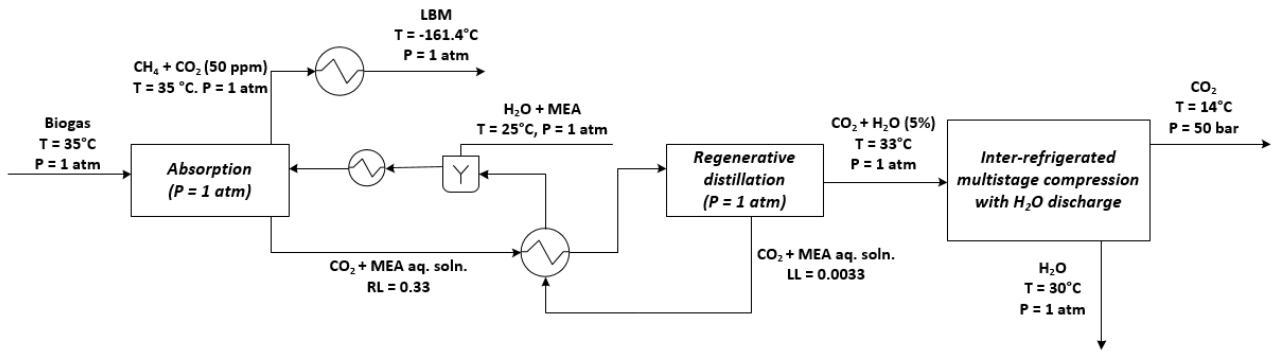 LBM
T = -161.4°C
P = 1 atm
CH₄ + CO₂ (50 ppm)
T = 35 °C. P = 1 atm
Biogas
T = 35°C
P = 1 atm
Absorption
(P = 1 atm)
H₂O + MEA
T = 25°C, P = 1 atm
Y
CO₂ + MEA aq. soln.
RL = 0.33
Regenerative
distillation
(P = 1 atm)
CO₂ + MEA aq. soln.
LL = 0.0033
CO₂ + H₂O (5%)
T = 33°C
P = 1 atm
Inter-refrigerated
multistage compression
with H₂O discharge
CO₂
T = 14°C
P = 50 bar
H₂O
T = 30°C
P = 1 atm